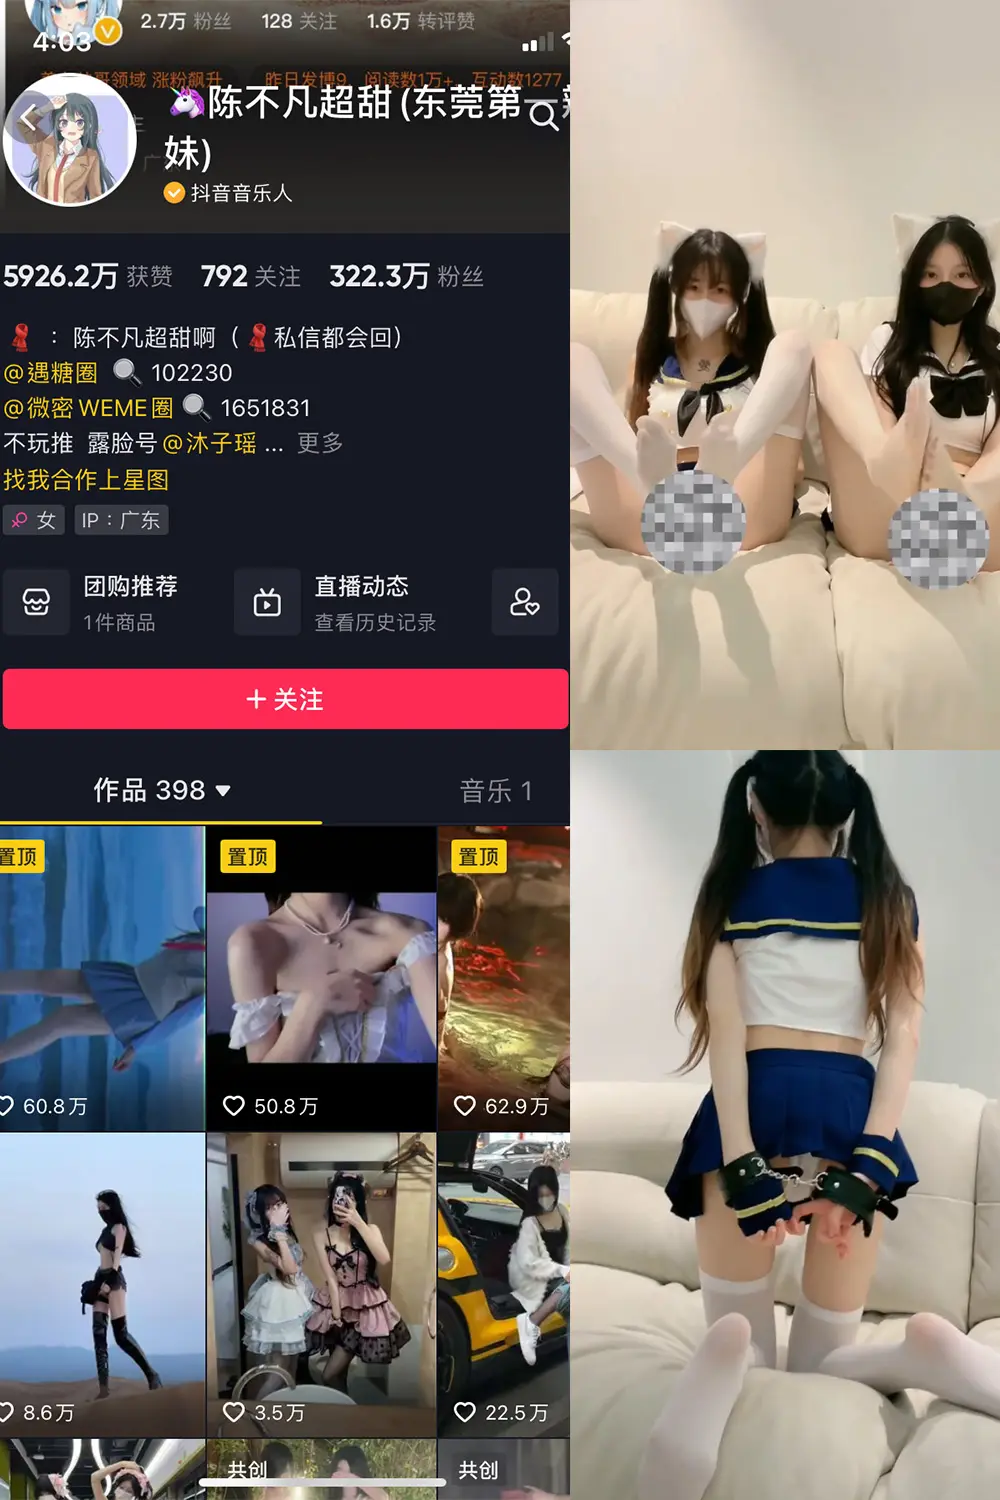 2.7万 粉丝 128 关注 1.6万 转评赞
4:03
领域 涨粉飙升 昨日发博9, 阅读数1万+, 互动数1277
陈不凡超甜(东莞第一
妹)
抖音音乐人
5926.2万 获赞 792 关注 322.3万 粉丝
： 陈不凡超甜啊（ 私信都会回）
@遇糖圈 102230
@微密WEME圈 1651831
不玩推 露脸号@沐子瑶 ... 更多
找我合作上星图
女 IP：广东
团购推荐 直播动态
1件商品 查看历史记录
+ 关注
作品 398 音乐 1
置顶 置顶 置顶
60.8万 50.8万 62.9万
8.6万 3.5万 22.5万
共创 共创